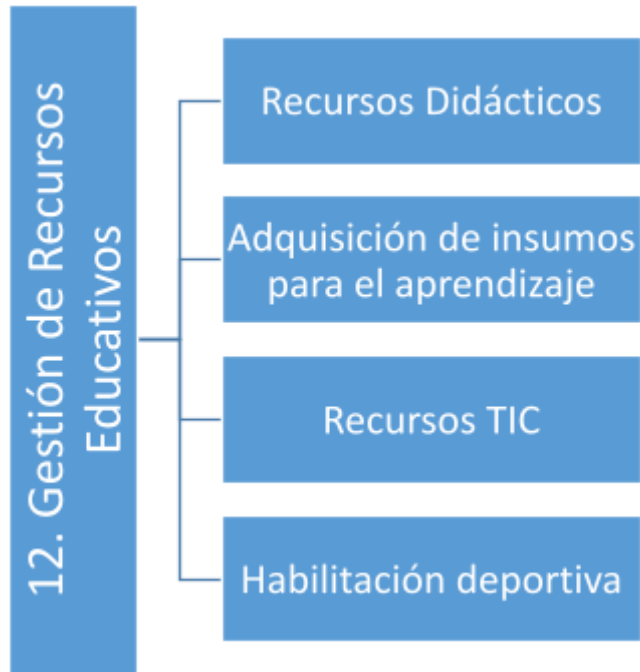 12. Gestión de Recursos
Educativos
Recursos Didácticos
Adquisición de insumos
para el aprendizaje
Recursos TIC
Habilitación deportiva